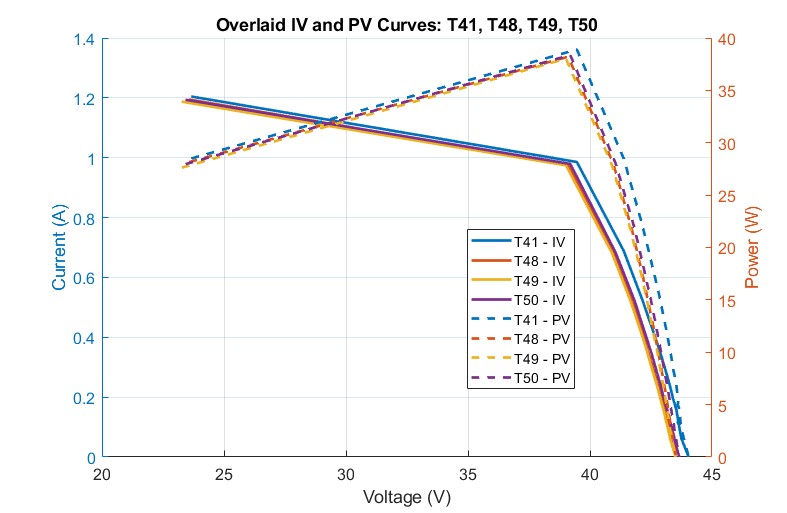 Overlaid IV and PV Curves: T41, T48, T49, T50
1.4
1.2
1
0.8
0.6
0.4
0.2
0
Current (A)
40
35
30
25
20
15
10
5
0
Power (W)
T41 - IV
T48 - IV
T49 - IV
T50 - IV
T41 - PV
T48 - PV
T49 - PV
T50 - PV
20 25 30 35 40 45
Voltage (V)